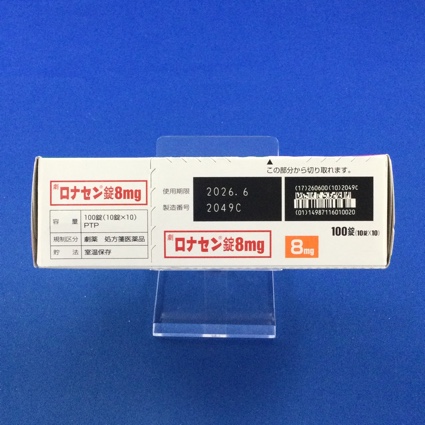 劇 ロナセン®錠8mg
容 量 100錠(10錠×10)
PTP
規制区分 劇薬 処方箋医薬品
貯 法 室温保存
▲
この部分から切り取れます。
使用期限 2026.6
製造番号 2049C
(17)260600(10)2049C
(01)14987116010020
劇 ロナセン®錠8mg
8mg
100錠(10錠×10)